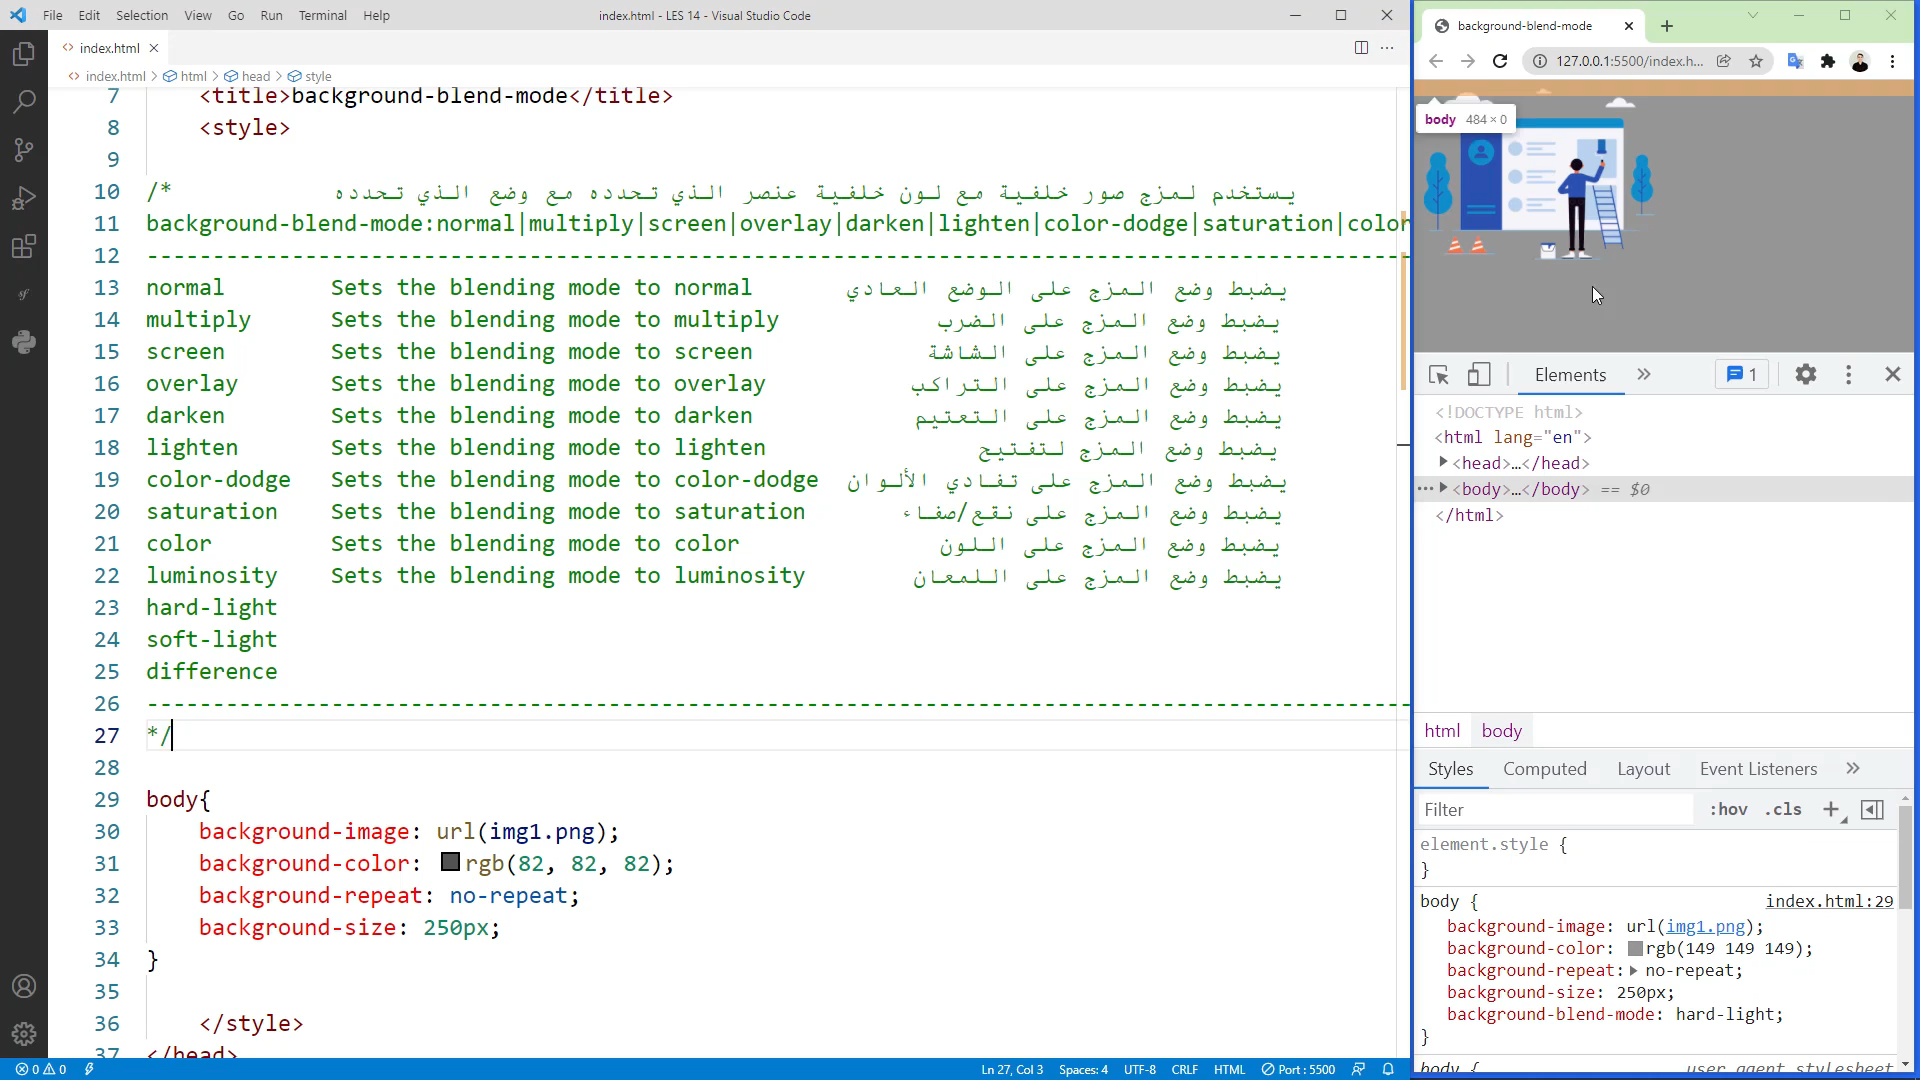 File Edit Selection View Go Run Terminal Help
index.html - LES 14 - Visual Studio Code
index.html
index.html > html > head > style
7 <title>background-blend-mode</title>
8 <style>
9
10 /* يستخدم لمزج صور خلفية مع لون خلفية عنصر الذي تحدده مع وضع الذي تحدده
11 background-blend-mode:normal|multiply|screen|overlay|darken|lighten|color-dodge|saturation|color
12 ------------------------------------------------------------------------------------------------
13 normal Sets the blending mode to normal يضبط وضع المزج على الوضع العادي
14 multiply Sets the blending mode to multiply يضبط وضع المزج على الضرب
15 screen Sets the blending mode to screen يضبط وضع المزج على الشاشة
16 overlay Sets the blending mode to overlay يضبط وضع المزج على التراكب
17 darken Sets the blending mode to darken يضبط وضع المزج على التعتيم
18 lighten Sets the blending mode to lighten يضبط وضع المزج لتفتيح
19 color-dodge Sets the blending mode to color-dodge يضبط وضع المزج على تفادي الألوان
20 saturation Sets the blending mode to saturation يضبط وضع المزج على نقع/صفاء
21 color Sets the blending mode to color يضبط وضع المزج على اللون
22 luminosity Sets the blending mode to luminosity يضبط وضع المزج على اللمعان
23 hard-light
24 soft-light
25 difference
26 ------------------------------------------------------------------------------------------------
27 */
28
29 body{
30 background-image: url(img1.png);
31 background-color: rgb(82, 82, 82);
32 background-repeat: no-repeat;
33 background-size: 250px;
34 }
35
36 </style>
37 </head>
0 0
Ln 27, Col 3 Spaces: 4 UTF-8 CRLF HTML Port : 5500
background-blend-mode
127.0.0.1:5500/index.h...
body 484 × 0
Elements 1
<!DOCTYPE html>
<html lang="en">
<head>…</head>
<body>…</body> == $0
</html>
html body
Styles Computed Layout Event Listeners
Filter :hov .cls
element.style {
}
body { index.html:29
background-image: url(img1.png);
background-color: rgb(149 149 149);
background-repeat: no-repeat;
background-size: 250px;
background-blend-mode: hard-light;
}
body { user agent stylesheet